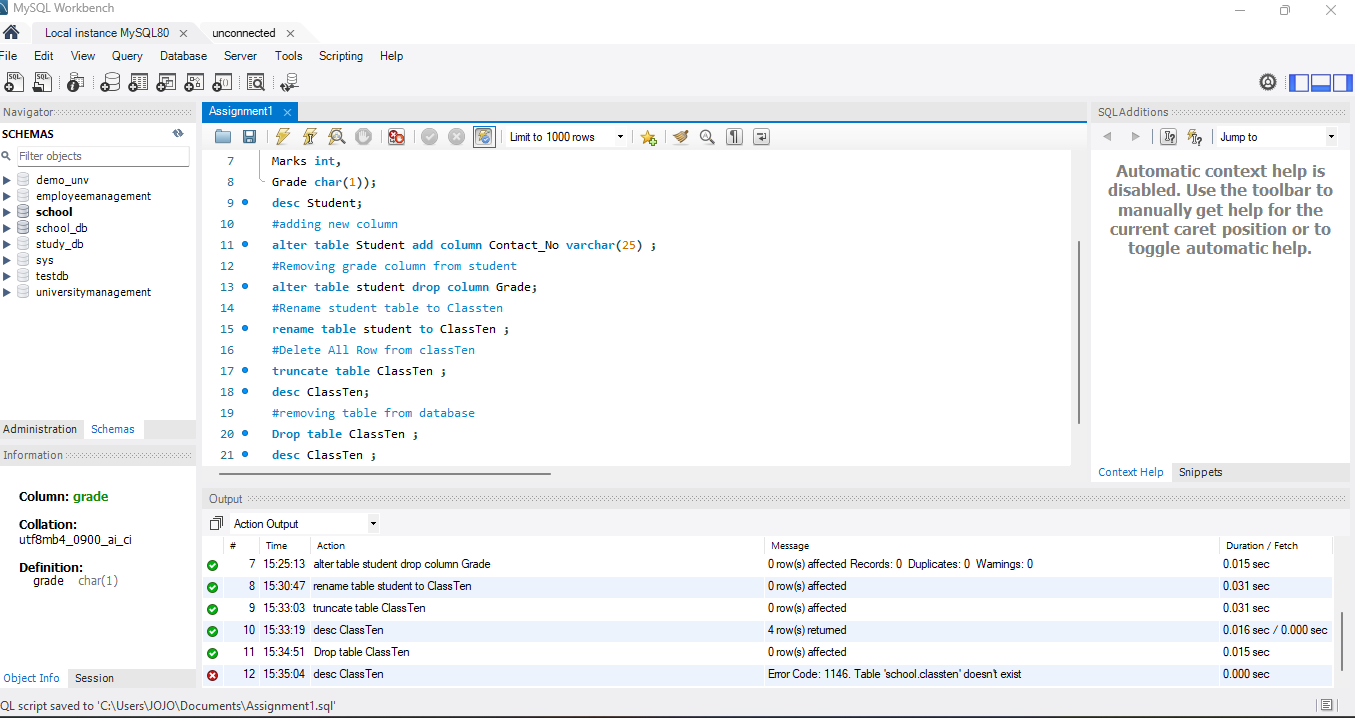 MySQL Workbench
Local instance MySQL80
unconnected
File Edit View Query Database Server Tools Scripting Help
Navigator
SCHEMAS
Filter objects
demo_unv
employeemanagement
school
school_db
study_db
sys
testdb
universitymanagement
Administration Schemas
Information
Column: grade
Collation:
utf8mb4_0900_ai_ci
Definition:
grade char(1)
Object Info Session
Assignment1
Limit to 1000 rows
7 Marks int,
8 Grade char(1));
9 desc Student;
10 #adding new column
11 alter table Student add column Contact_No varchar(25) ;
12 #Removing grade column from student
13 alter table student drop column Grade;
14 #Rename student table to Classten
15 rename table student to ClassTen ;
16 #Delete All Row from classTen
17 truncate table ClassTen ;
18 desc ClassTen;
19 #removing table from database
20 Drop table ClassTen ;
21 desc ClassTen ;
SQLAdditions
Jump to
Automatic context help is
disabled. Use the toolbar to
manually get help for the
current caret position or to
toggle automatic help.
Context Help Snippets
Output
Action Output
# Time Action Message Duration / Fetch
7 15:25:13 alter table student drop column Grade 0 row(s) affected Records: 0 Duplicates: 0 Warnings: 0 0.015 sec
8 15:30:47 rename table student to ClassTen 0 row(s) affected 0.031 sec
9 15:33:03 truncate table ClassTen 0 row(s) affected 0.031 sec
10 15:33:19 desc ClassTen 4 row(s) returned 0.016 sec / 0.000 sec
11 15:34:51 Drop table ClassTen 0 row(s) affected 0.015 sec
12 15:35:04 desc ClassTen Error Code: 1146. Table 'school.classten' doesn't exist 0.000 sec
QL script saved to 'C:\Users\JOJO\Documents\Assignment1.sql'